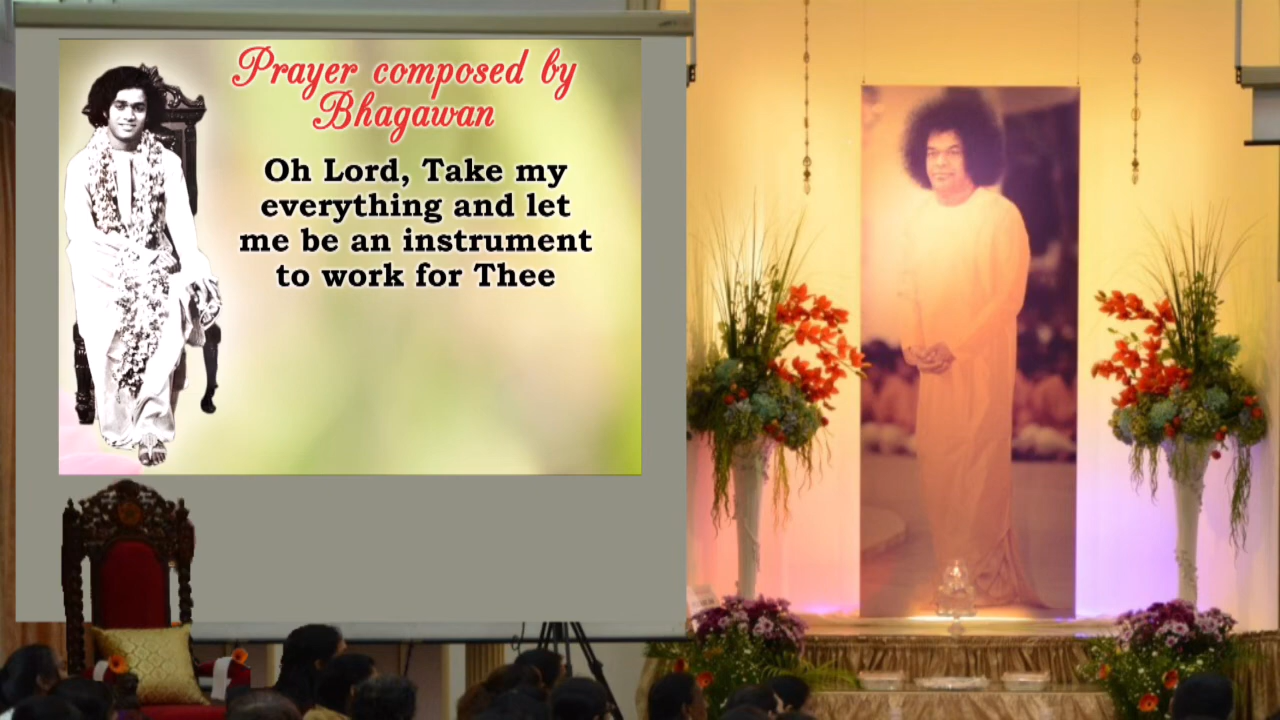 Prayer composed by
Bhagawan
Oh Lord, Take my
everything and let
me be an instrument
to work for Thee